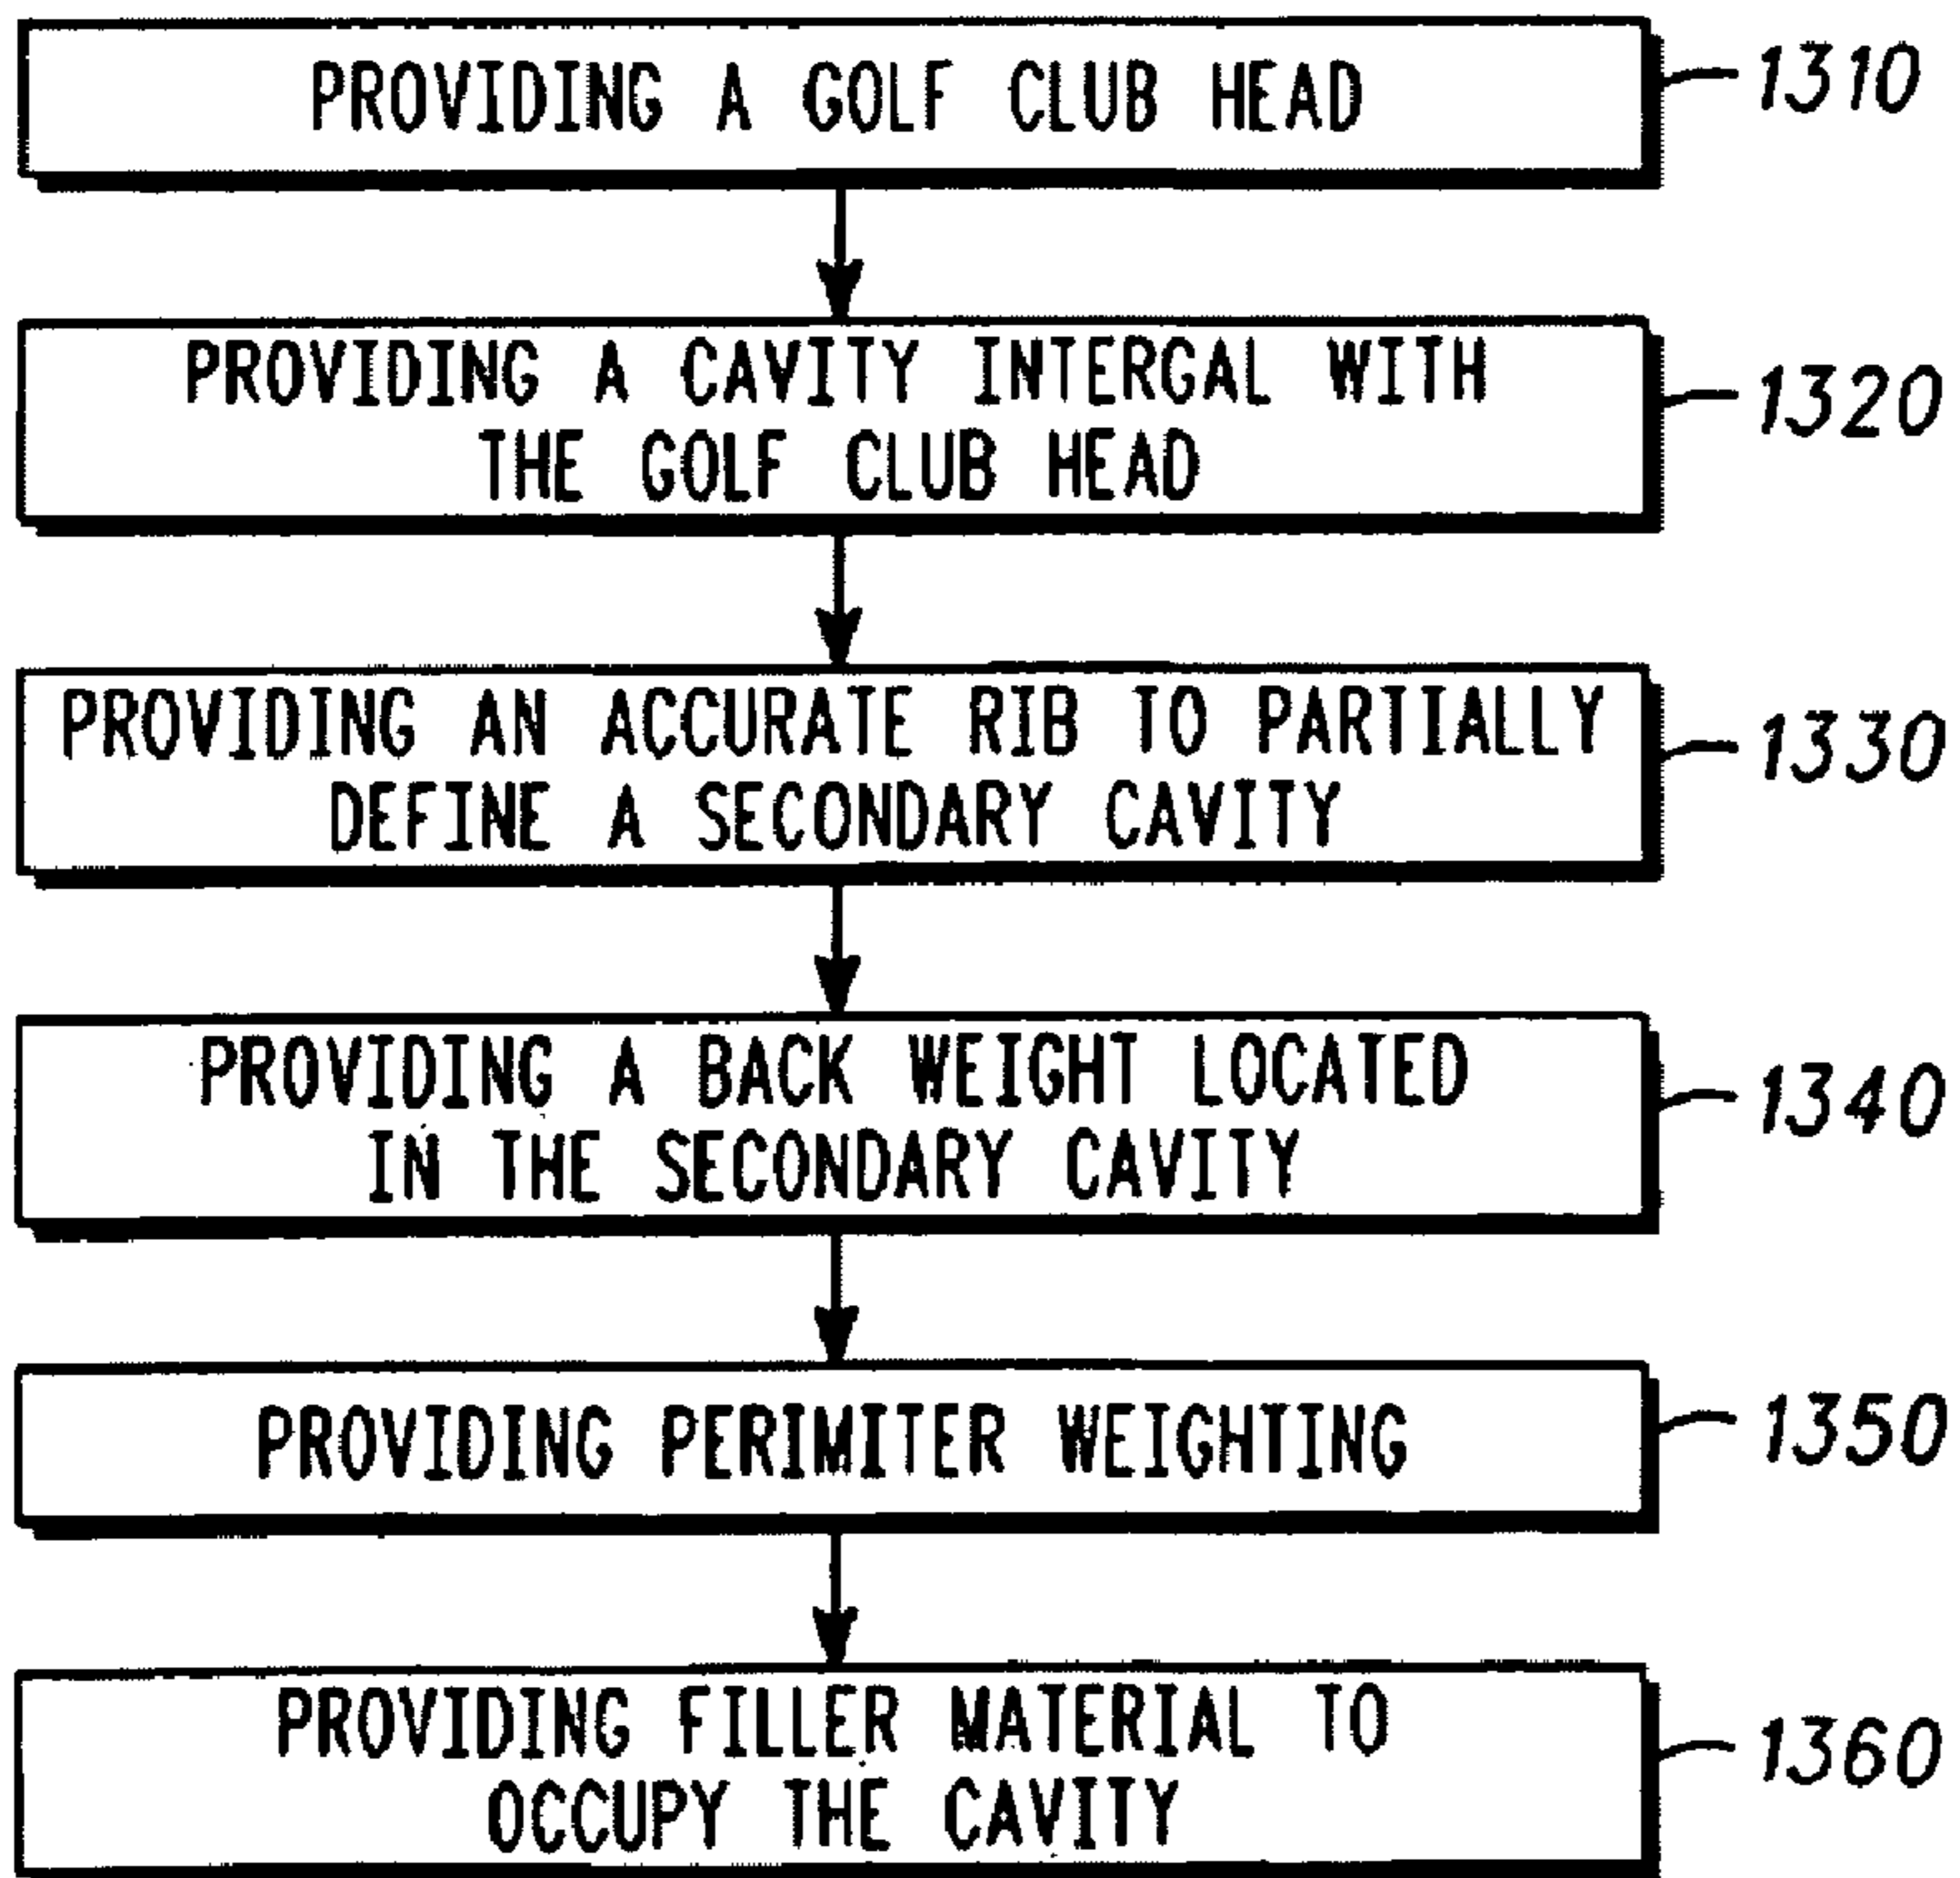 PROVIDING A GOLF CLUB HEAD
1310
PROVIDING A CAVITY INTERGAL WITH
THE GOLF CLUB HEAD
1320
PROVIDING AN ACCURATE RIB TO PARTIALLY
DEFINE A SECONDARY CAVITY
1330
PROVIDING A BACK WEIGHT LOCATED
IN THE SECONDARY CAVITY
1340
PROVIDING PERIMITER WEIGHTING
1350
PROVIDING FILLER MATERIAL TO
OCCUPY THE CAVITY
1360